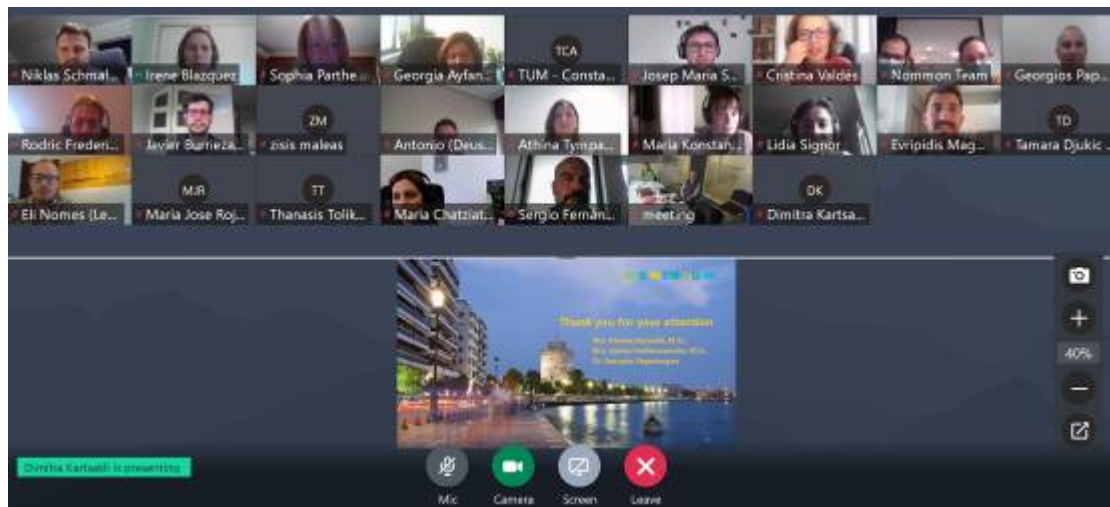 TCA
Niklas Schmal...
Irene Blazquez
Sophia Parthe...
Georgia Ayfan...
TUM - Consta...
Josep Maria S...
Cristina Valdés
Nommon Team
Georgios Pap...
ZM
TD
Rodric Frederi...
Javier Burrieza...
zisis maleas
Antonio (Deus...
Athina Tympa...
Maria Konstan...
Lidia Signor...
Evripidis Mag...
Tamara Djukic ...
MJR
TT
DK
Eli Nomes (Le...
Maria Jose Roj...
Thanasis Tolik...
Maria Chatziat...
Sergio Fernán...
meeting
Dimitra Kartsa...
Thank you for your attention
40%
Dimitra Kartsakli is presenting
Mic
Camera
Screen
Leave